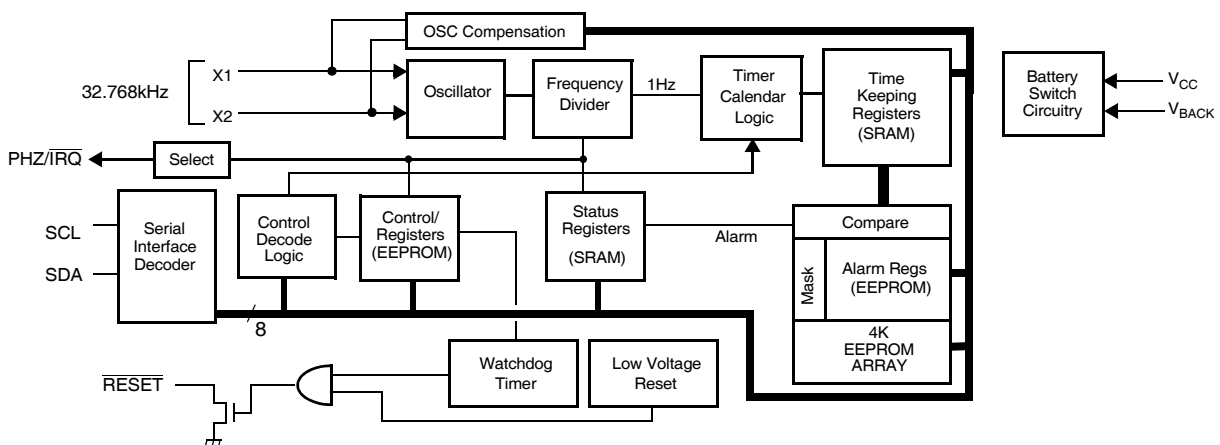 OSC Compensation
32.768kHz
X1
X2
Oscillator
Frequency
Divider
1Hz
Timer
Calendar
Logic
Time
Keeping
Registers
(SRAM)
Battery
Switch
Circuitry
VCC
VBACK
PHZ/IRQ
Select
SCL
SDA
Serial
Interface
Decoder
Control
Decode
Logic
Control/
Registers
(EEPROM)
Status
Registers
(SRAM)
Alarm
Compare
Mask
Alarm Regs
(EEPROM)
4K
EEPROM
ARRAY
8
Watchdog
Timer
Low Voltage
Reset
RESET